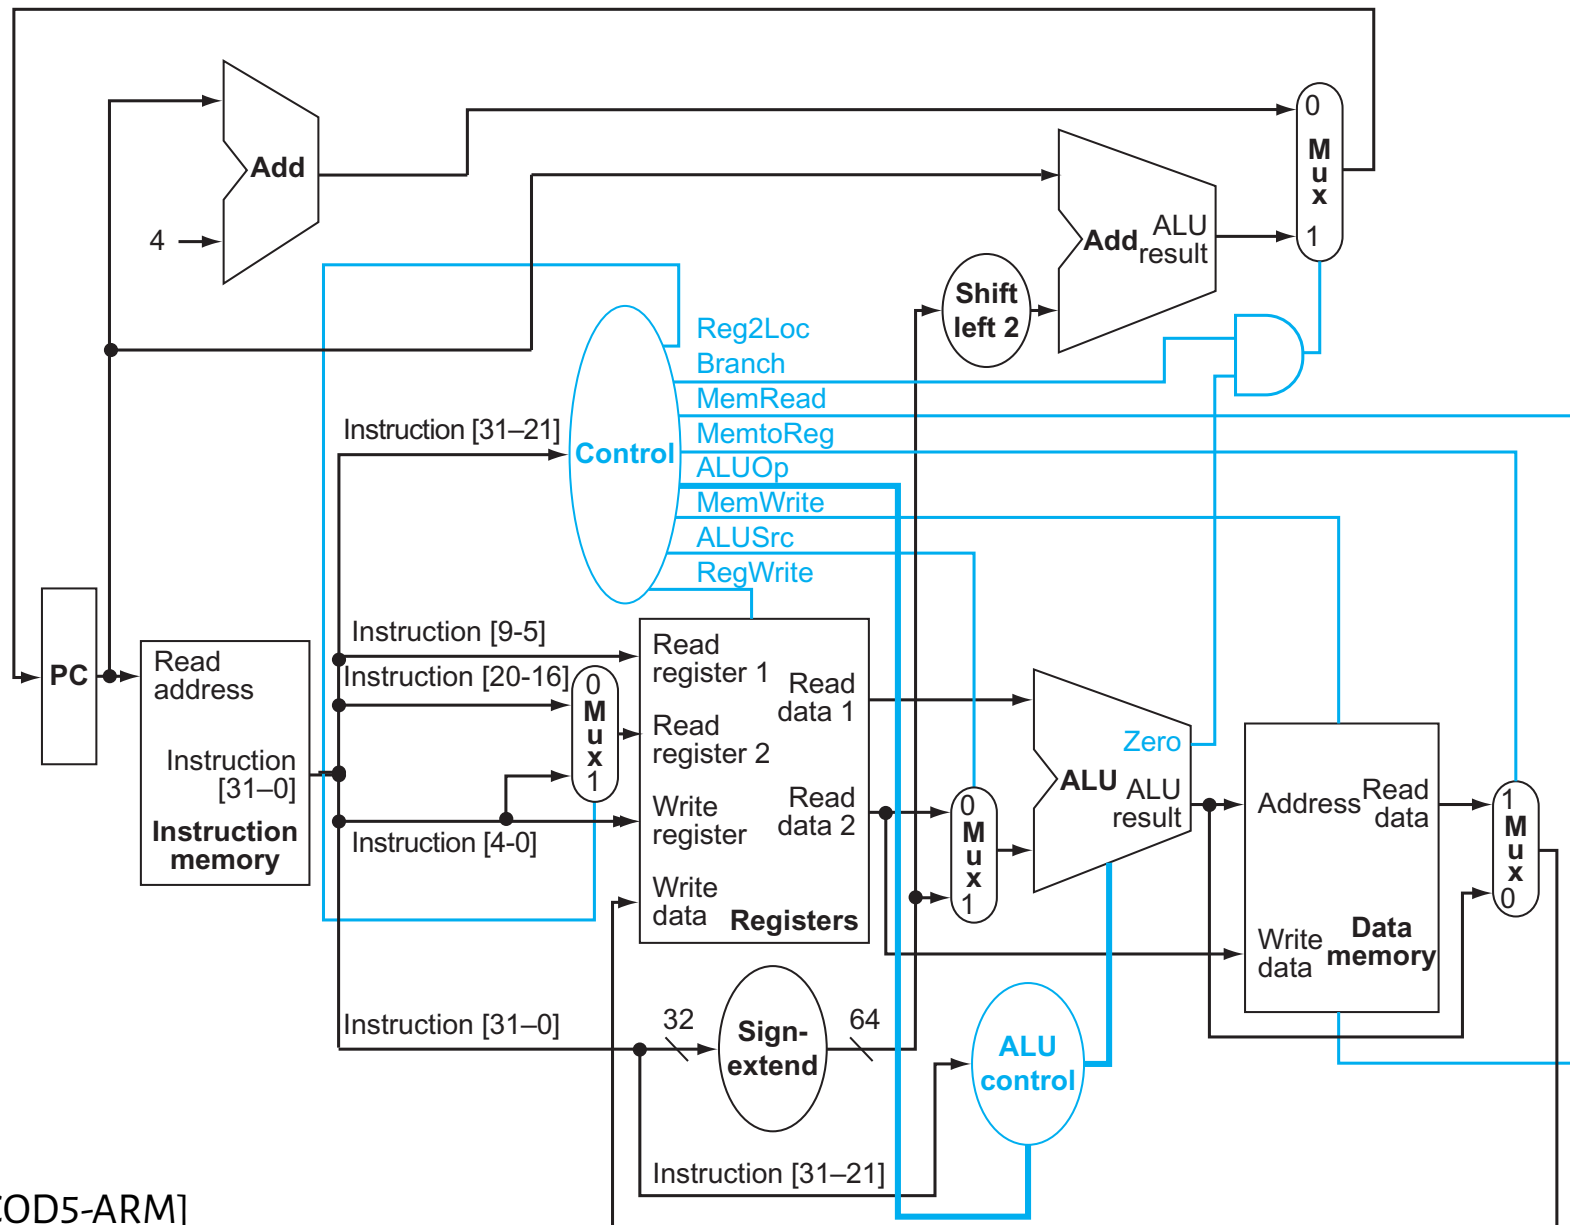 0
M
u
x
1
Add
4
Add
ALU
result
Shift
left 2
Reg2Loc
Branch
MemRead
MemtoReg
ALUOp
MemWrite
ALUSrc
RegWrite
Control
Instruction [31–21]
PC
Read
address
Instruction
[31–0]
Instruction
memory
Instruction [9-5]
Instruction [20-16]
Instruction [4-0]
0
M
u
x
1
Read
register 1
Read
register 2
Write
register
Write
data
Read
data 1
Read
data 2
Registers
0
M
u
x
1
Zero
ALU
ALU
result
Address
Read
data
Write
data
Data
memory
1
M
u
x
0
Instruction [31–0]
32
Sign-
extend
64
ALU
control
Instruction [31–21]
COD5-ARM]